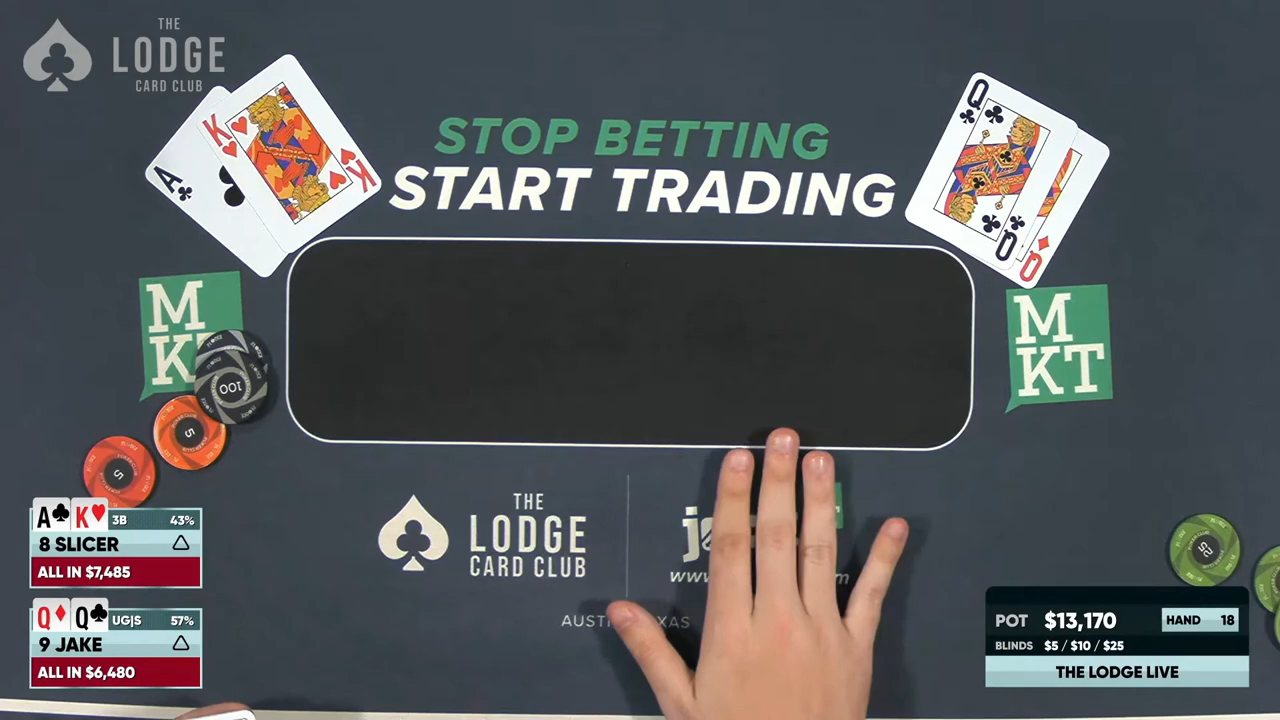 THE
LODGE
CARD CLUB
STOP BETTING
START TRADING
A
K
K
Q
Q
Q
M
K
M
KT
100
5
5
25
THE
LODGE
CARD CLUB
www.
AUST
XAS
A K 3B 43%
8 SLICER
ALL IN $7,485
Q Q UG|S 57%
9 JAKE
ALL IN $6,480
POT $13,170 HAND 18
BLINDS $5 / $10 / $25
THE LODGE LIVE